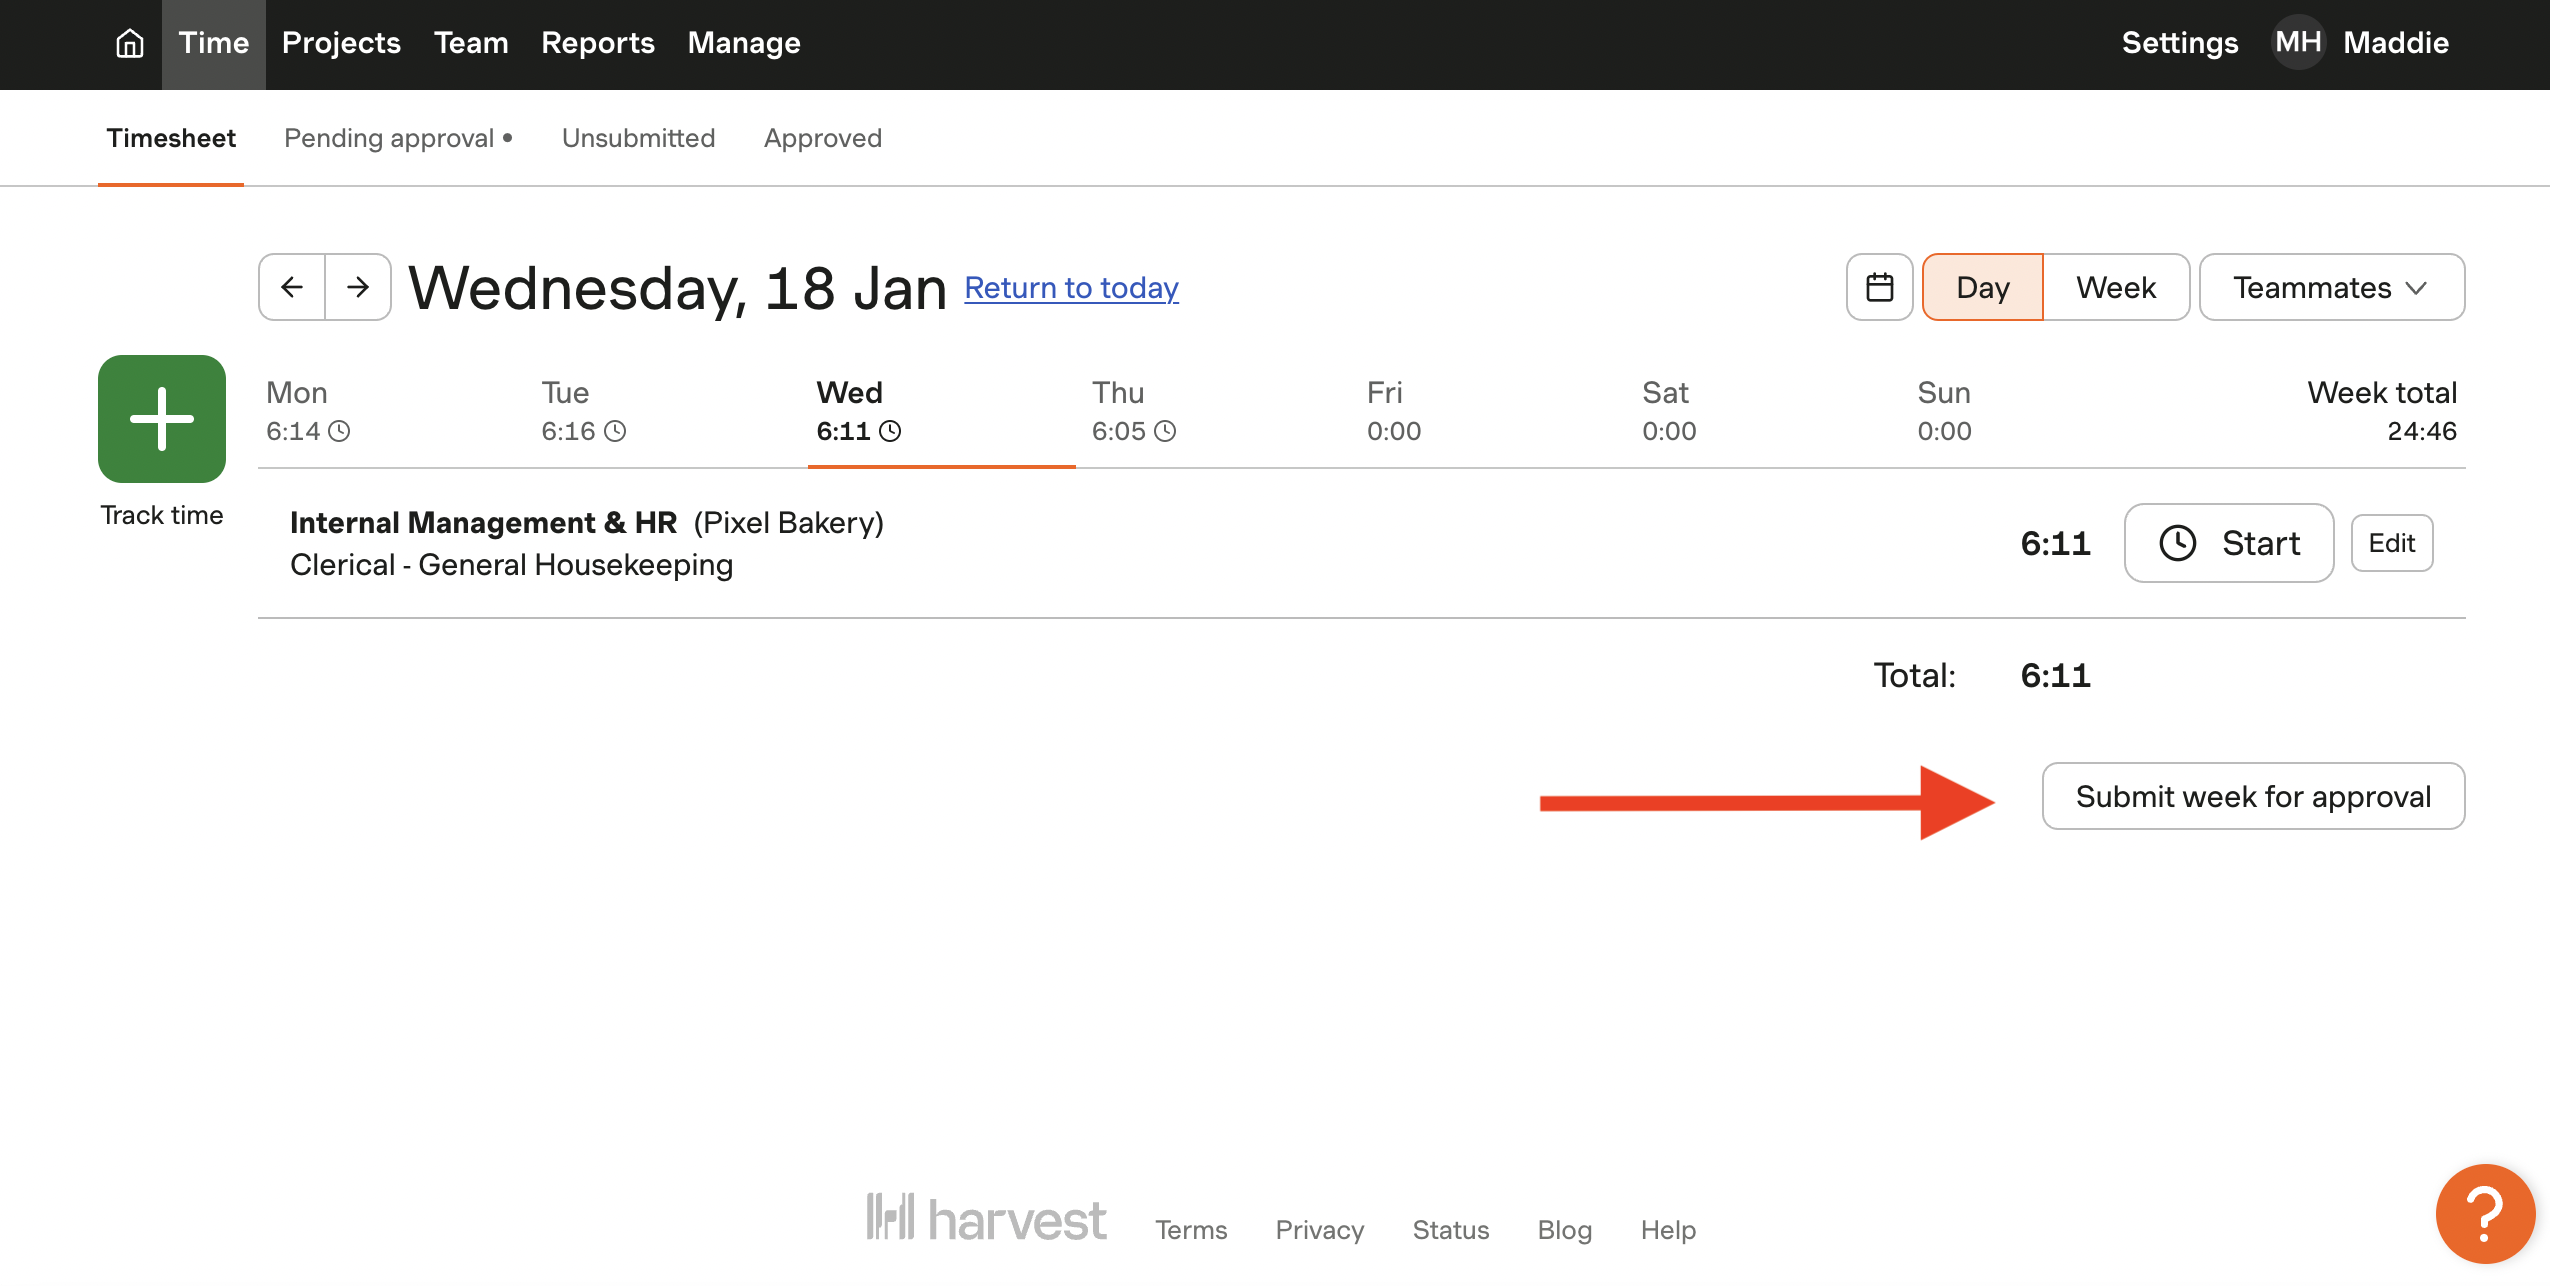 Time Projects Team Reports Manage Settings MH Maddie
Timesheet Pending approval • Unsubmitted Approved
Wednesday, 18 Jan Return to today Day Week Teammates
Mon Tue Wed Thu Fri Sat Sun Week total
6:14 6:16 6:11 6:05 0:00 0:00 0:00 24:46
Track time
Internal Management & HR (Pixel Bakery)
Clerical - General Housekeeping
6:11 Start Edit
Total: 6:11
Submit week for approval
harvest Terms Privacy Status Blog Help
?